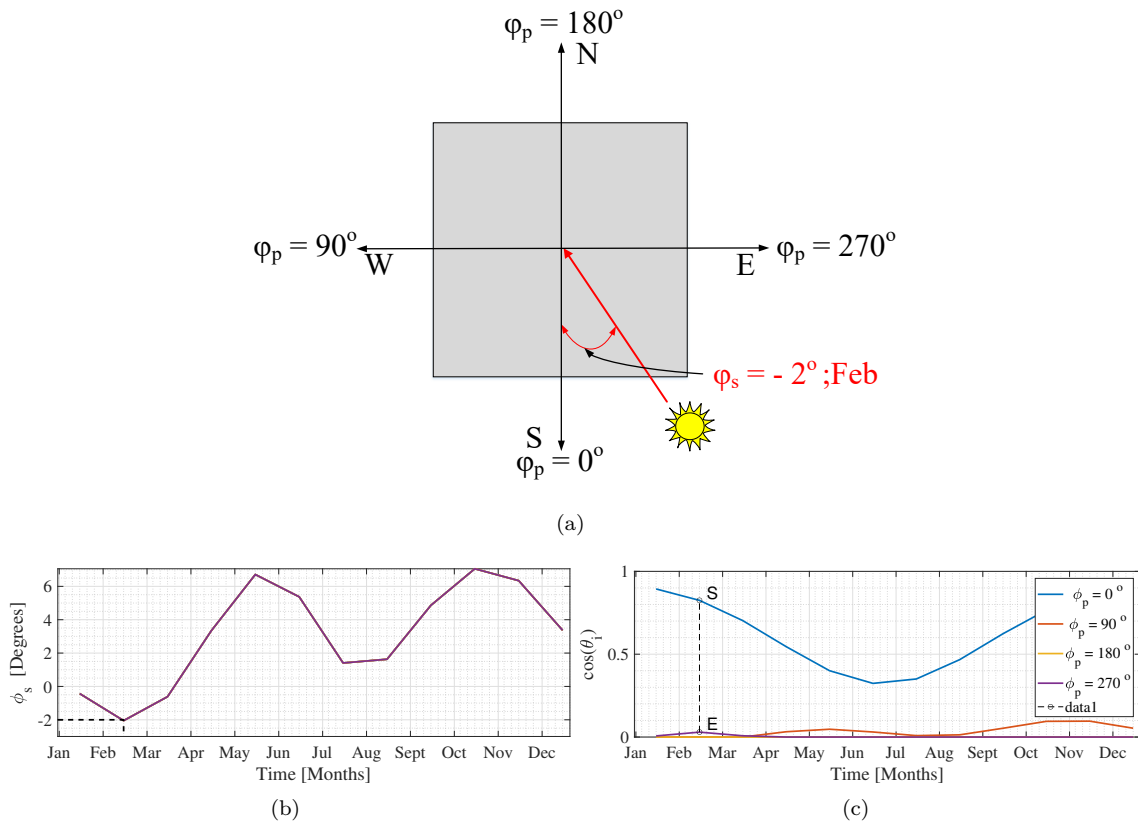 φp = 180°
N
φp = 90°
W
E
φp = 270°
φs = - 2° ;Feb
S
φp = 0°
(a)
6
4
2
0
-2
ϕs [Degrees]
Jan Feb Mar Apr May Jun Jul Aug Sept Oct Nov Dec
Time [Months]
(b)
1
0.5
0
cos(θi)
S
E
ϕp = 0 °
ϕp = 90 °
ϕp = 180 °
ϕp = 270 °
data1
Jan Feb Mar Apr May Jun Jul Aug Sept Oct Nov Dec
Time [Months]
(c)